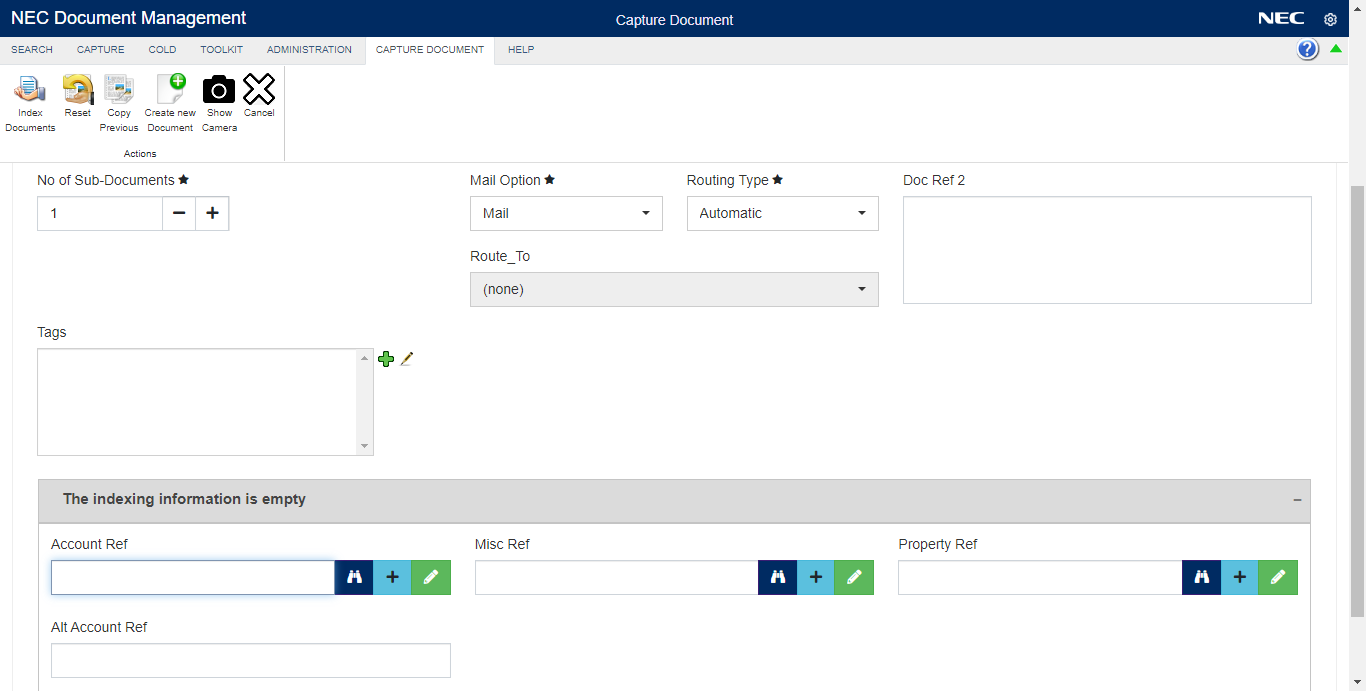 NEC Document Management
Capture Document
NEC
SEARCH
CAPTURE
COLD
TOOLKIT
ADMINISTRATION
CAPTURE DOCUMENT
HELP
?
Index
Documents
Reset
Copy
Previous
Create new
Document
Show
Camera
Cancel
Actions
No of Sub-Documents
Mail Option
Routing Type
Doc Ref 2
1
Mail
Automatic
Route_To
(none)
Tags
The indexing information is empty
Account Ref
Misc Ref
Property Ref
Alt Account Ref